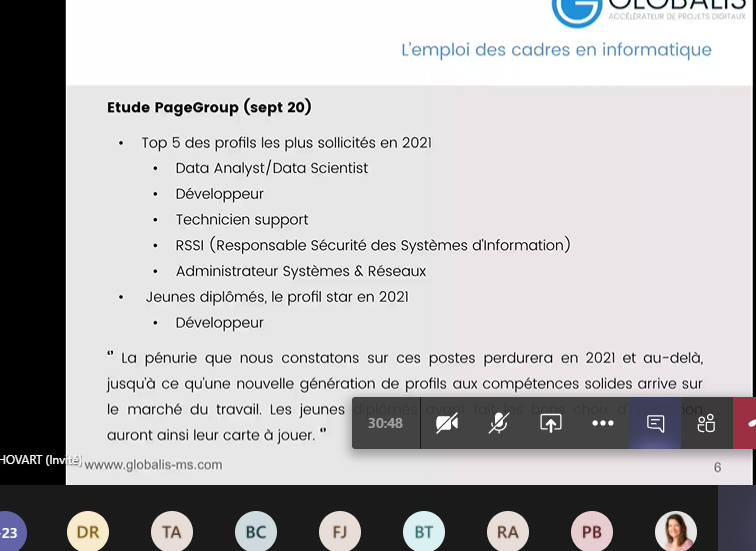 GLOBALIS
ACCÉLÉRATEUR DE PROJETS DIGITAUX
L'emploi des cadres en informatique
Etude PageGroup (sept 20)
• Top 5 des profils les plus sollicités en 2021
• Data Analyst/Data Scientist
• Développeur
• Technicien support
• RSSI (Responsable Sécurité des Systèmes d'Information)
• Administrateur Systèmes & Réseaux
• Jeunes diplômés, le profil star en 2021
• Développeur
" La pénurie que nous constatons sur ces postes perdurera en 2021 et au-delà,
jusqu'à ce qu'une nouvelle génération de profils aux compétences solides arrive sur
le marché du travail. Les jeunes diplômés ayant fait les bons choix
auront ainsi leur carte à jouer. "
30:48
HOVART (Invité)
wwww.globalis-ms.com
6
23
DR
TA
BC
FJ
BT
RA
PB